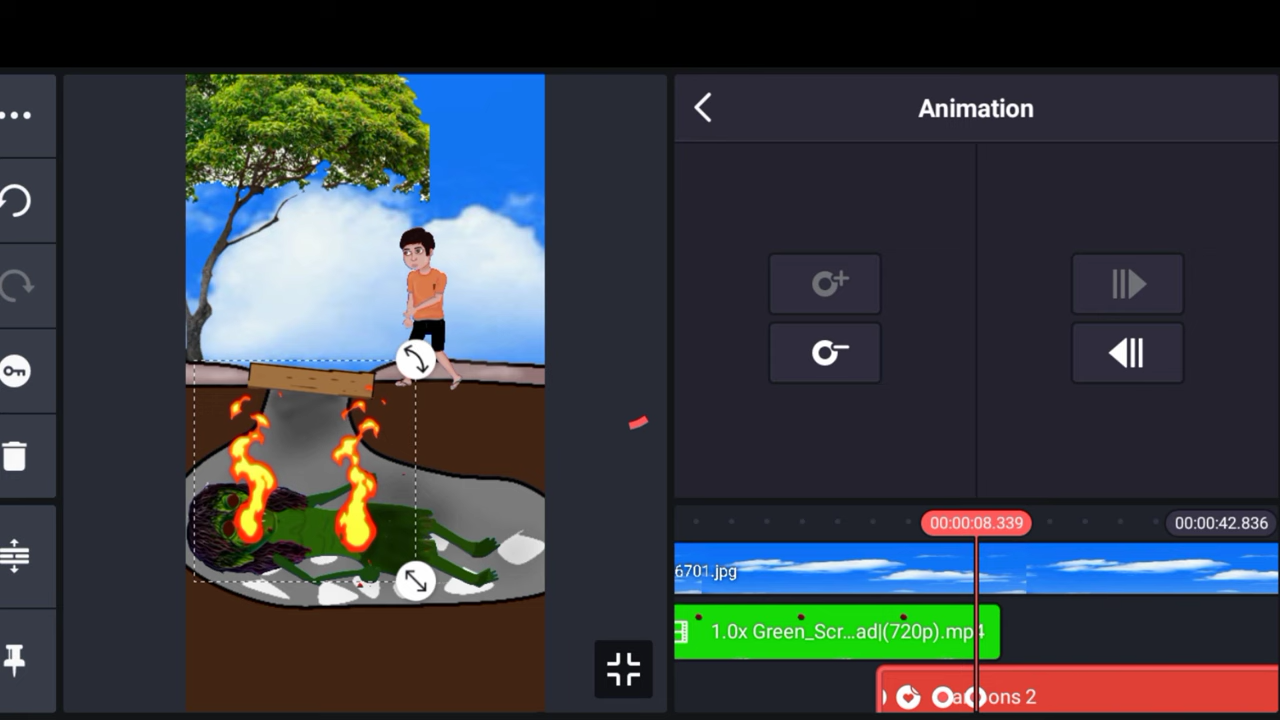 Animation
00:00:08.339
00:00:42.836
6701.jpg
1.0x Green_Scr...ad|(720p).mp4
ons 2